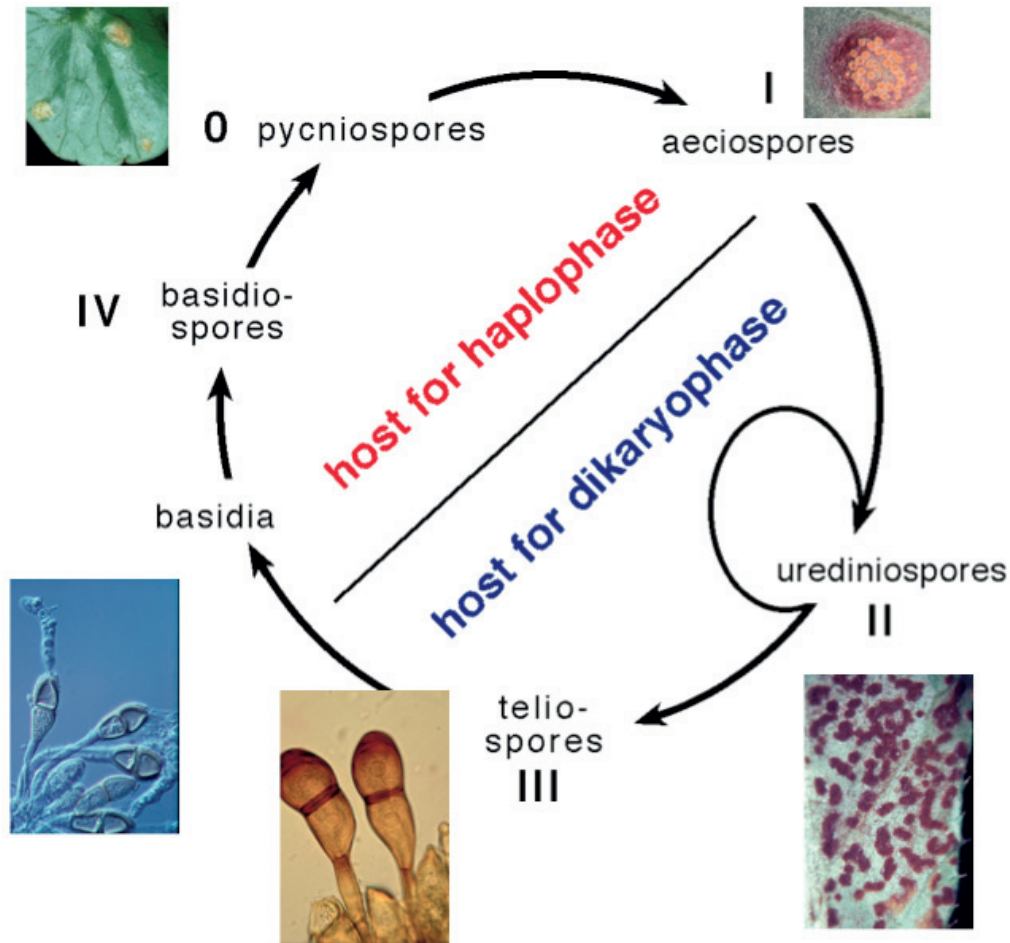 0 pycniospores
I
aeciospores
host for haplophase
host for dikaryophase
IV
basidio-
spores
basidia
urediniospores
II
telio-
spores
III